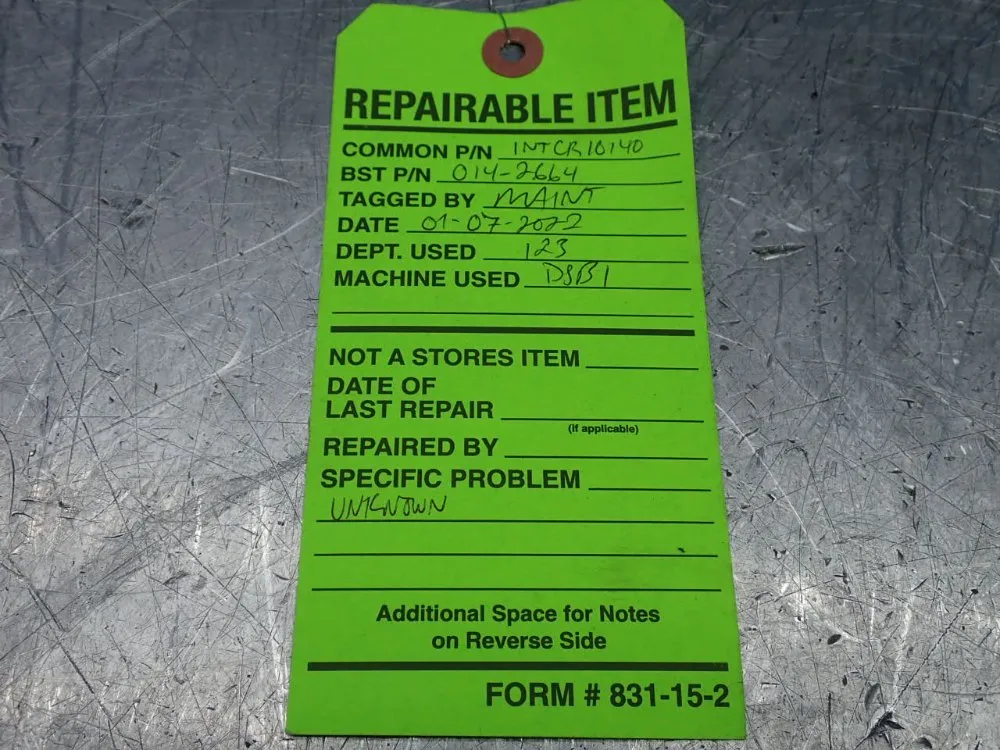 REPAIRABLE ITEM
COMMON P/N INTCR10140
BST P/N 014-2664
TAGGED BY MAINT
DATE 01-07-2022
DEPT. USED 123
MACHINE USED DSB1
NOT A STORES ITEM
DATE OF
LAST REPAIR
(if applicable)
REPAIRED BY
SPECIFIC PROBLEM
UNKNOWN
Additional Space for Notes
on Reverse Side
FORM # 831-15-2